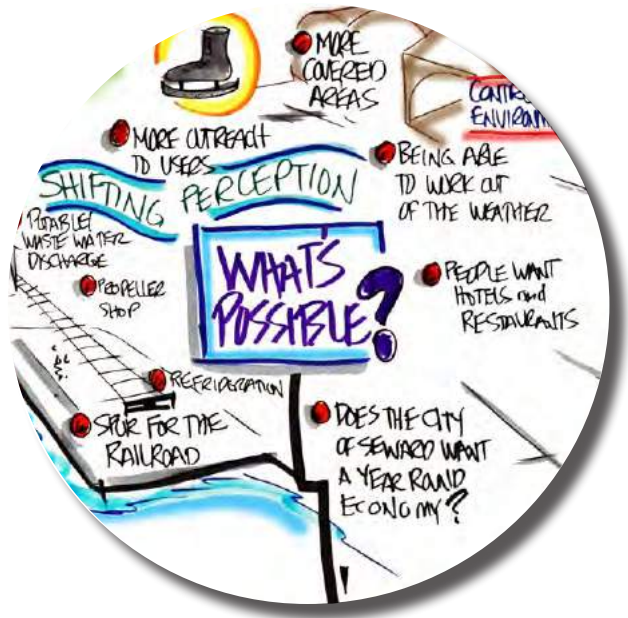 MORE
COVERED
AREAS
MORE OUTREACH
TO USERS
SHIFTING PERCEPTION
BEING ABLE
TO WORK OUT
OF THE WEATHER
POTABLE/
WASTE WATER
DISCHARGE
PROPELLER
SHOP
WHAT'S
POSSIBLE?
PEOPLE WANT
HOTELS and
RESTAURANTS
REFRIDGERATION
SPUR FOR THE
RAILROAD
DOES THE CITY
OF SEWARD WANT
A YEAR ROUND
ECONOMY?